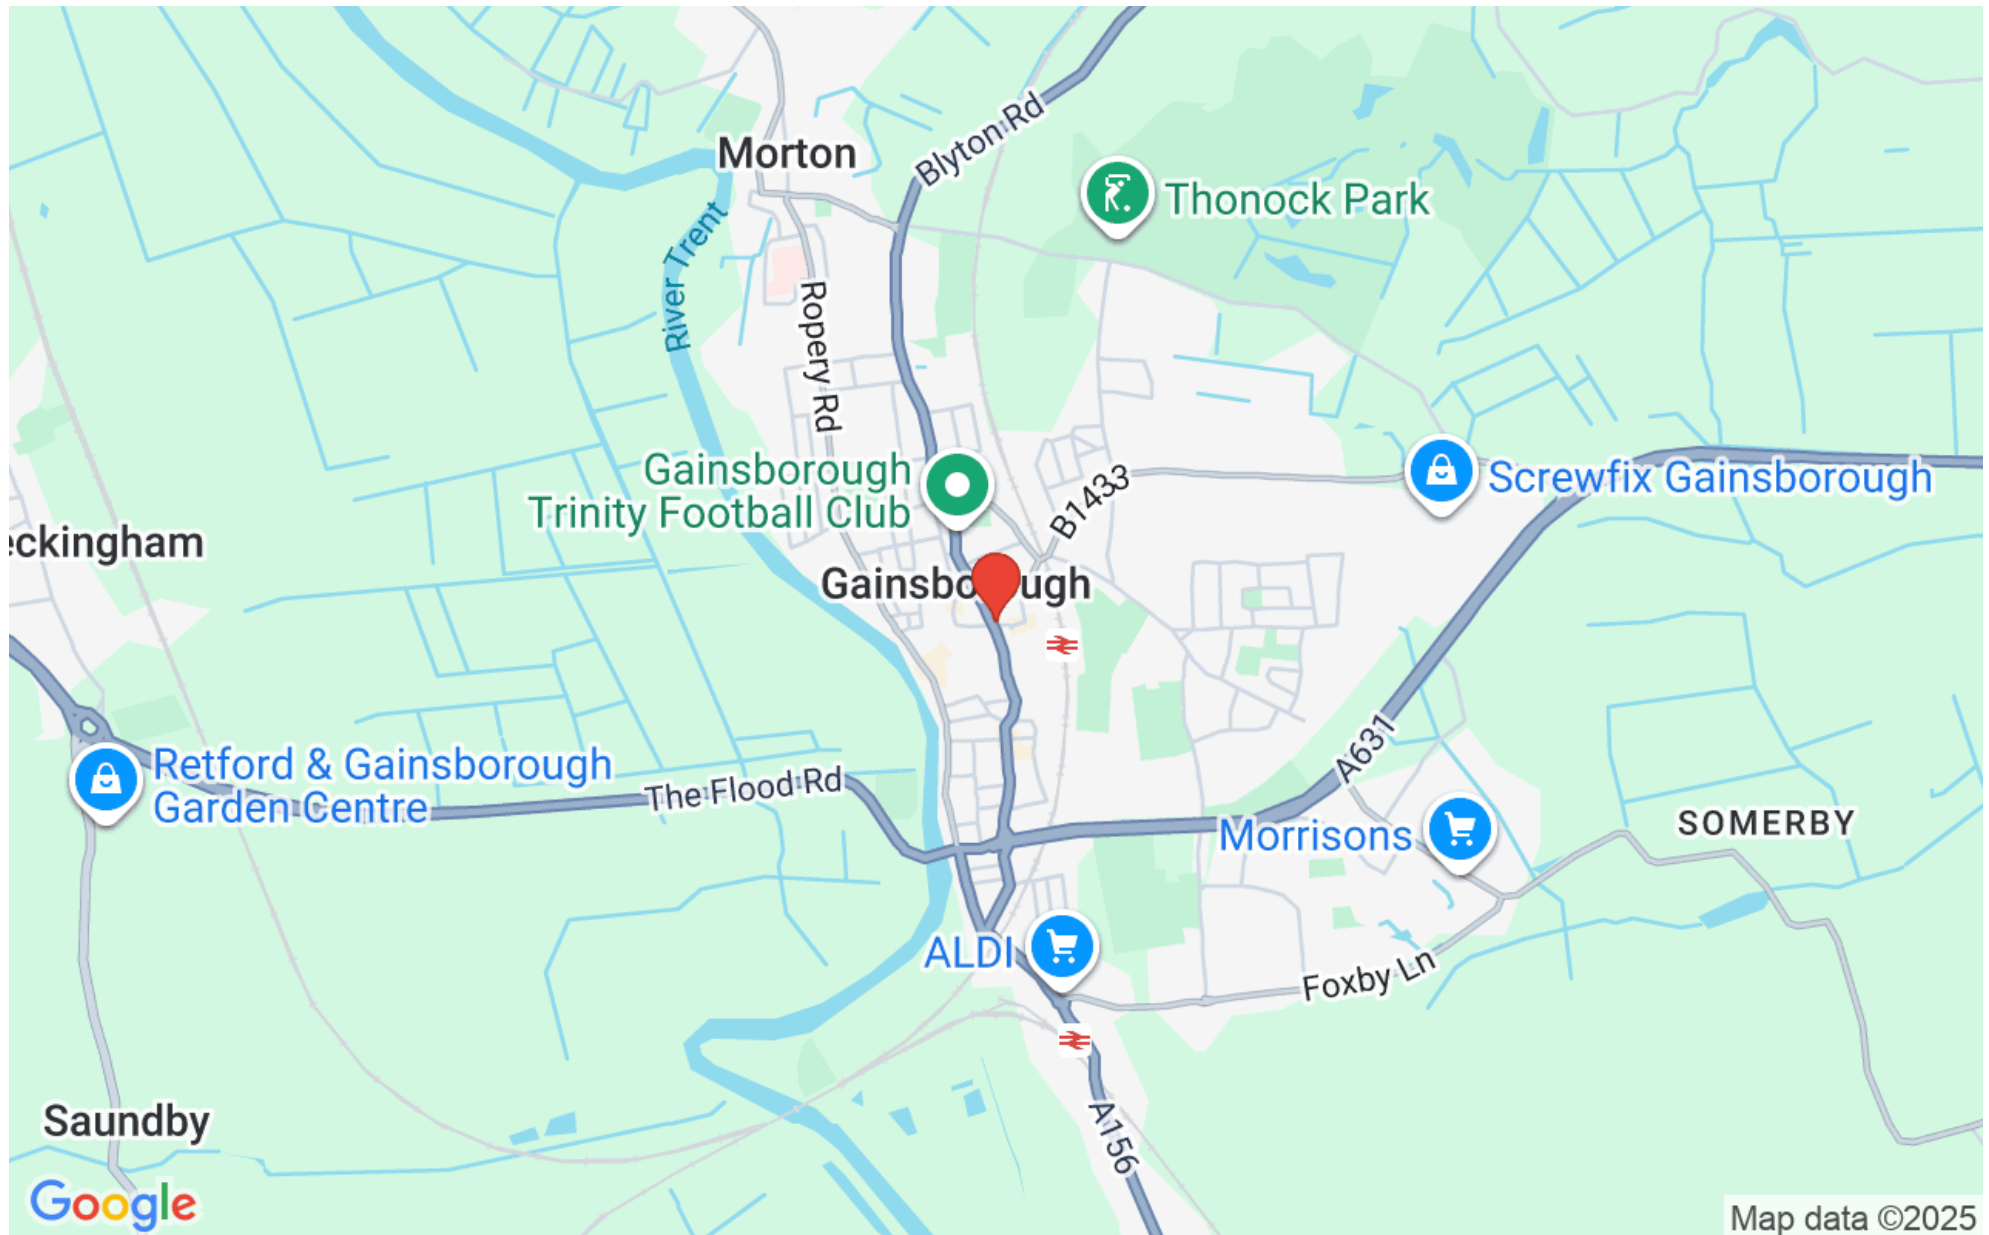 Morton
Blyton Rd
Thonock Park
River Trent
Ropery Rd
Gainsborough
Trinity Football Club
B1433
Screwfix Gainsborough
eckingham
Gainsbo ugh
A631
Retford & Gainsborough
Garden Centre
The Flood Rd
Morrisons
SOMERBY
ALDI
Foxby Ln
A156
Saundby
Google
Map data ©2025